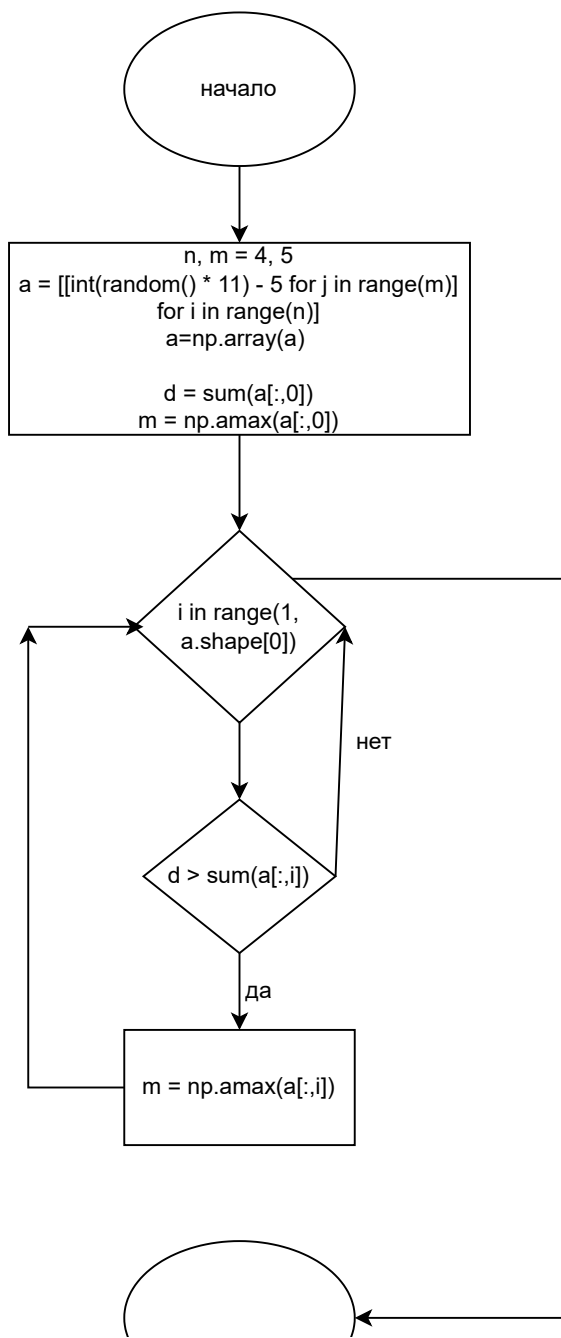 начало
n, m = 4, 5
a = [[int(random() * 11) - 5 for j in range(m)]
for i in range(n)]
a=np.array(a)
d = sum(a[:,0])
m = np.amax(a[:,0])
i in range(1,
a.shape[0])
нет
d > sum(a[:,i])
да
m = np.amax(a[:,i])